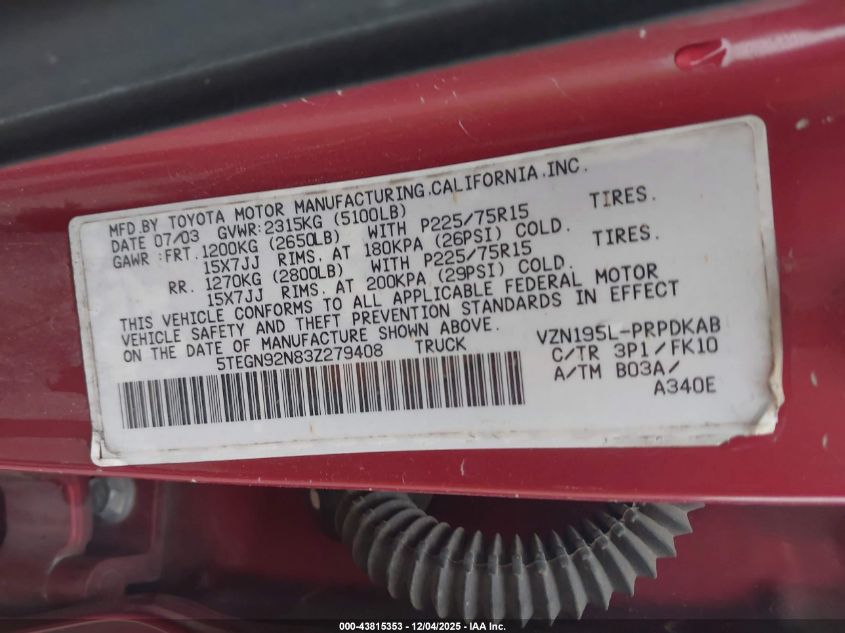 MFD.BY TOYOTA MOTOR MANUFACTURING.CALIFORNIA.INC.
DATE 07/03 GVWR:2315KG (5100LB)
GAWR :FRT. 1200KG (2650LB) WITH P225/75R15 TIRES.
15X7JJ RIMS. AT 180KPA (26PSI) COLD.
RR. 1270KG (2800LB) WITH P225/75R15 TIRES.
15X7JJ RIMS. AT 200KPA (29PSI) COLD.
THIS VEHICLE CONFORMS TO ALL APPLICABLE FEDERAL MOTOR
VEHICLE SAFETY AND THEFT PREVENTION STANDARDS IN EFFECT
ON THE DATE OF MANUFACTURE SHOWN ABOVE.
5TEGN92N83Z279408 TRUCK
VZN195L-PRPDKAB
C/TR 3P1/FK10
A/TM B03A/
A340E
000-43815353 - 12/04/2025 - IAA Inc.